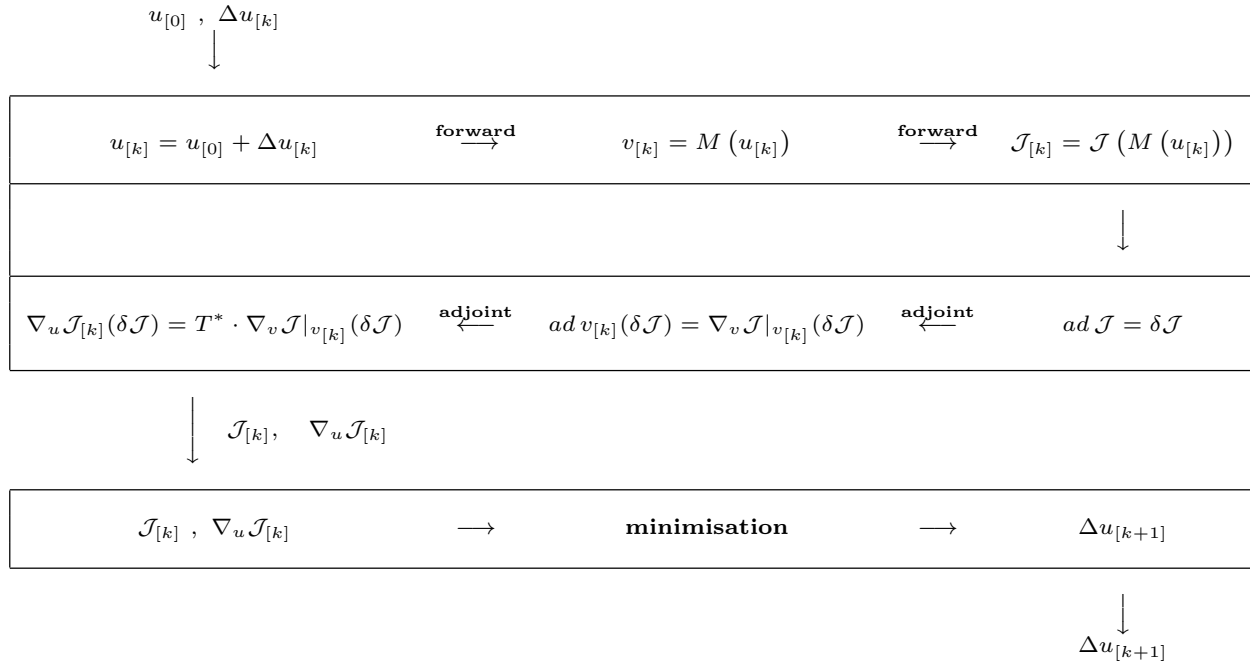 u_{[0]} , Δu_{[k]}
↓
u_{[k]} = u_{[0]} + Δu_{[k]} forward → v_{[k]} = M (u_{[k]}) forward → 𝒥_{[k]} = 𝒥 (M (u_{[k]}))
↓
∇_u 𝒥_{[k]}(δ𝒥) = T* · ∇_v 𝒥|_{v_{[k]}}(δ𝒥) adjoint ← ad v_{[k]}(δ𝒥) = ∇_v 𝒥|_{v_{[k]}}(δ𝒥) adjoint ← ad 𝒥 = δ𝒥
↓ 𝒥_{[k]}, ∇_u 𝒥_{[k]}
𝒥_{[k]} , ∇_u 𝒥_{[k]} → minimisation → Δu_{[k+1]}
↓
Δu_{[k+1]}